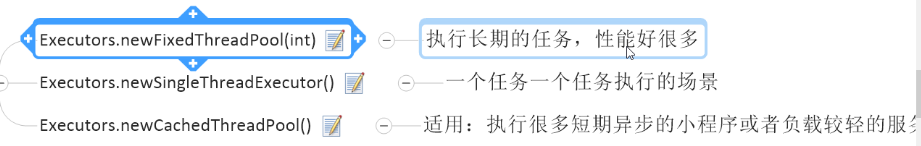 Executors.newFixedThreadPool(int) 执行长期的任务，性能好很多
Executors.newSingleThreadExecutor() 一个任务一个任务执行的场景
Executors.newCachedThreadPool() 适用：执行很多短期异步的小程序或者负载较轻的服